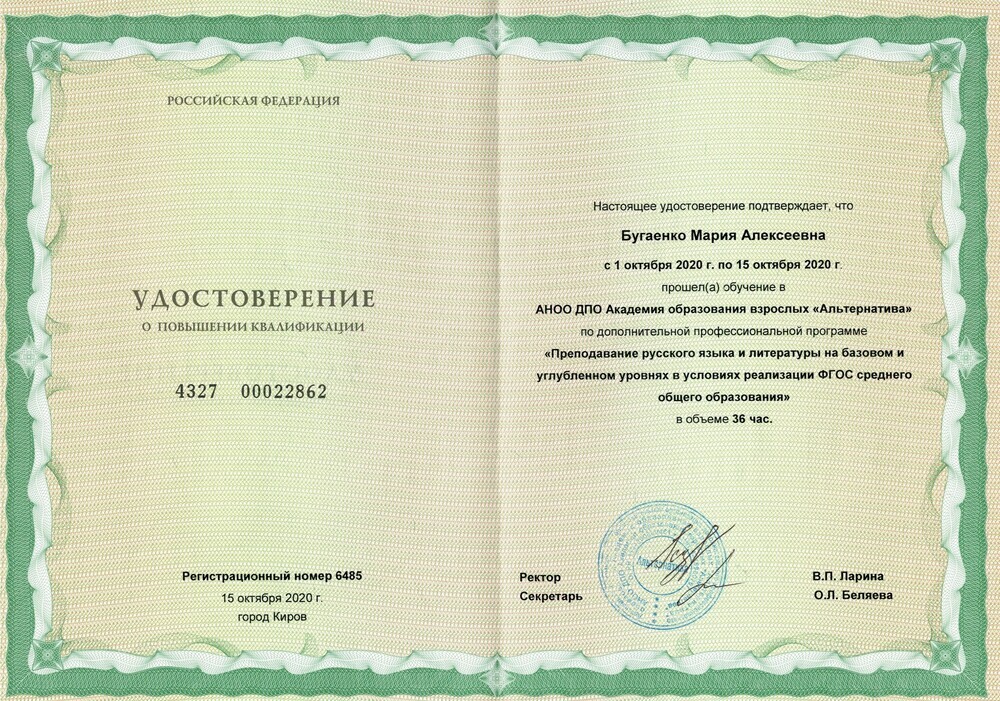 РОССИЙСКАЯ ФЕДЕРАЦИЯ
УДОСТОВЕРЕНИЕ
О ПОВЫШЕНИИ КВАЛИФИКАЦИИ
4327 00022862
Регистрационный номер 6485
15 октября 2020 г.
город Киров
Настоящее удостоверение подтверждает, что
Бугаенко Мария Алексеевна
с 1 октября 2020 г. по 15 октября 2020 г.
прошел(а) обучение в
АНОО ДПО Академия образования взрослых «Альтернатива»
по дополнительной профессиональной программе
«Преподавание русского языка и литературы на базовом и
углубленном уровнях в условиях реализации ФГОС среднего
общего образования»
в объеме 36 час.
Ректор В.П. Ларина
Секретарь О.Л. Беляева